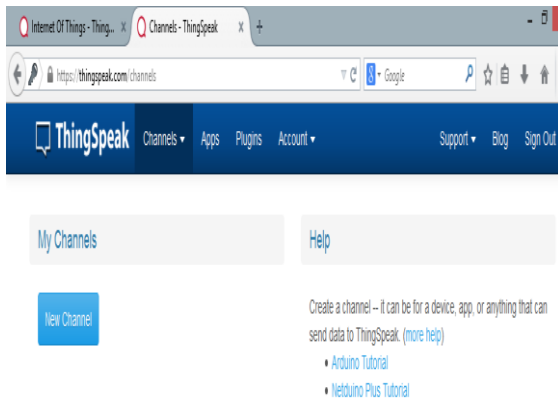 Internet Of Things - Thing... x Channels - ThingSpeak x +
https://thingspeak.com/channels Google
ThingSpeak Channels Apps Plugins Account Support Blog Sign Out
My Channels
New Channel
Help
Create a channel -- it can be for a device, app, or anything that can
send data to ThingSpeak. (more help)
• Arduino Tutorial
• Netduino Plus Tutorial